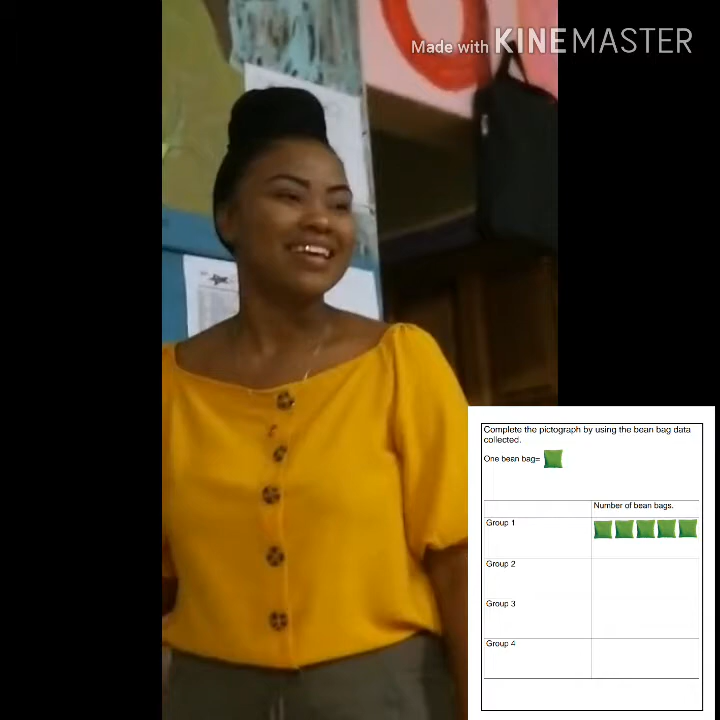 Made with KINEMASTER
Complete the pictograph by using the bean bag data
collected.
One bean bag=
Number of bean bags.
Group 1
Group 2
Group 3
Group 4